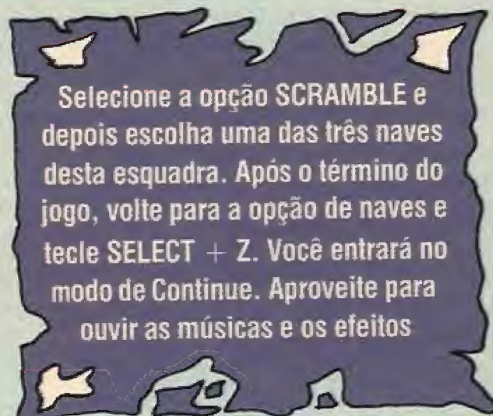 Selecione a opção SCRAMBLE e
depois escolha uma das três naves
desta esquadra. Após o término do
jogo, volte para a opção de naves e
tecle SELECT + Z. Você entrará no
modo de Continue. Aproveite para
ouvir as músicas e os efeitos